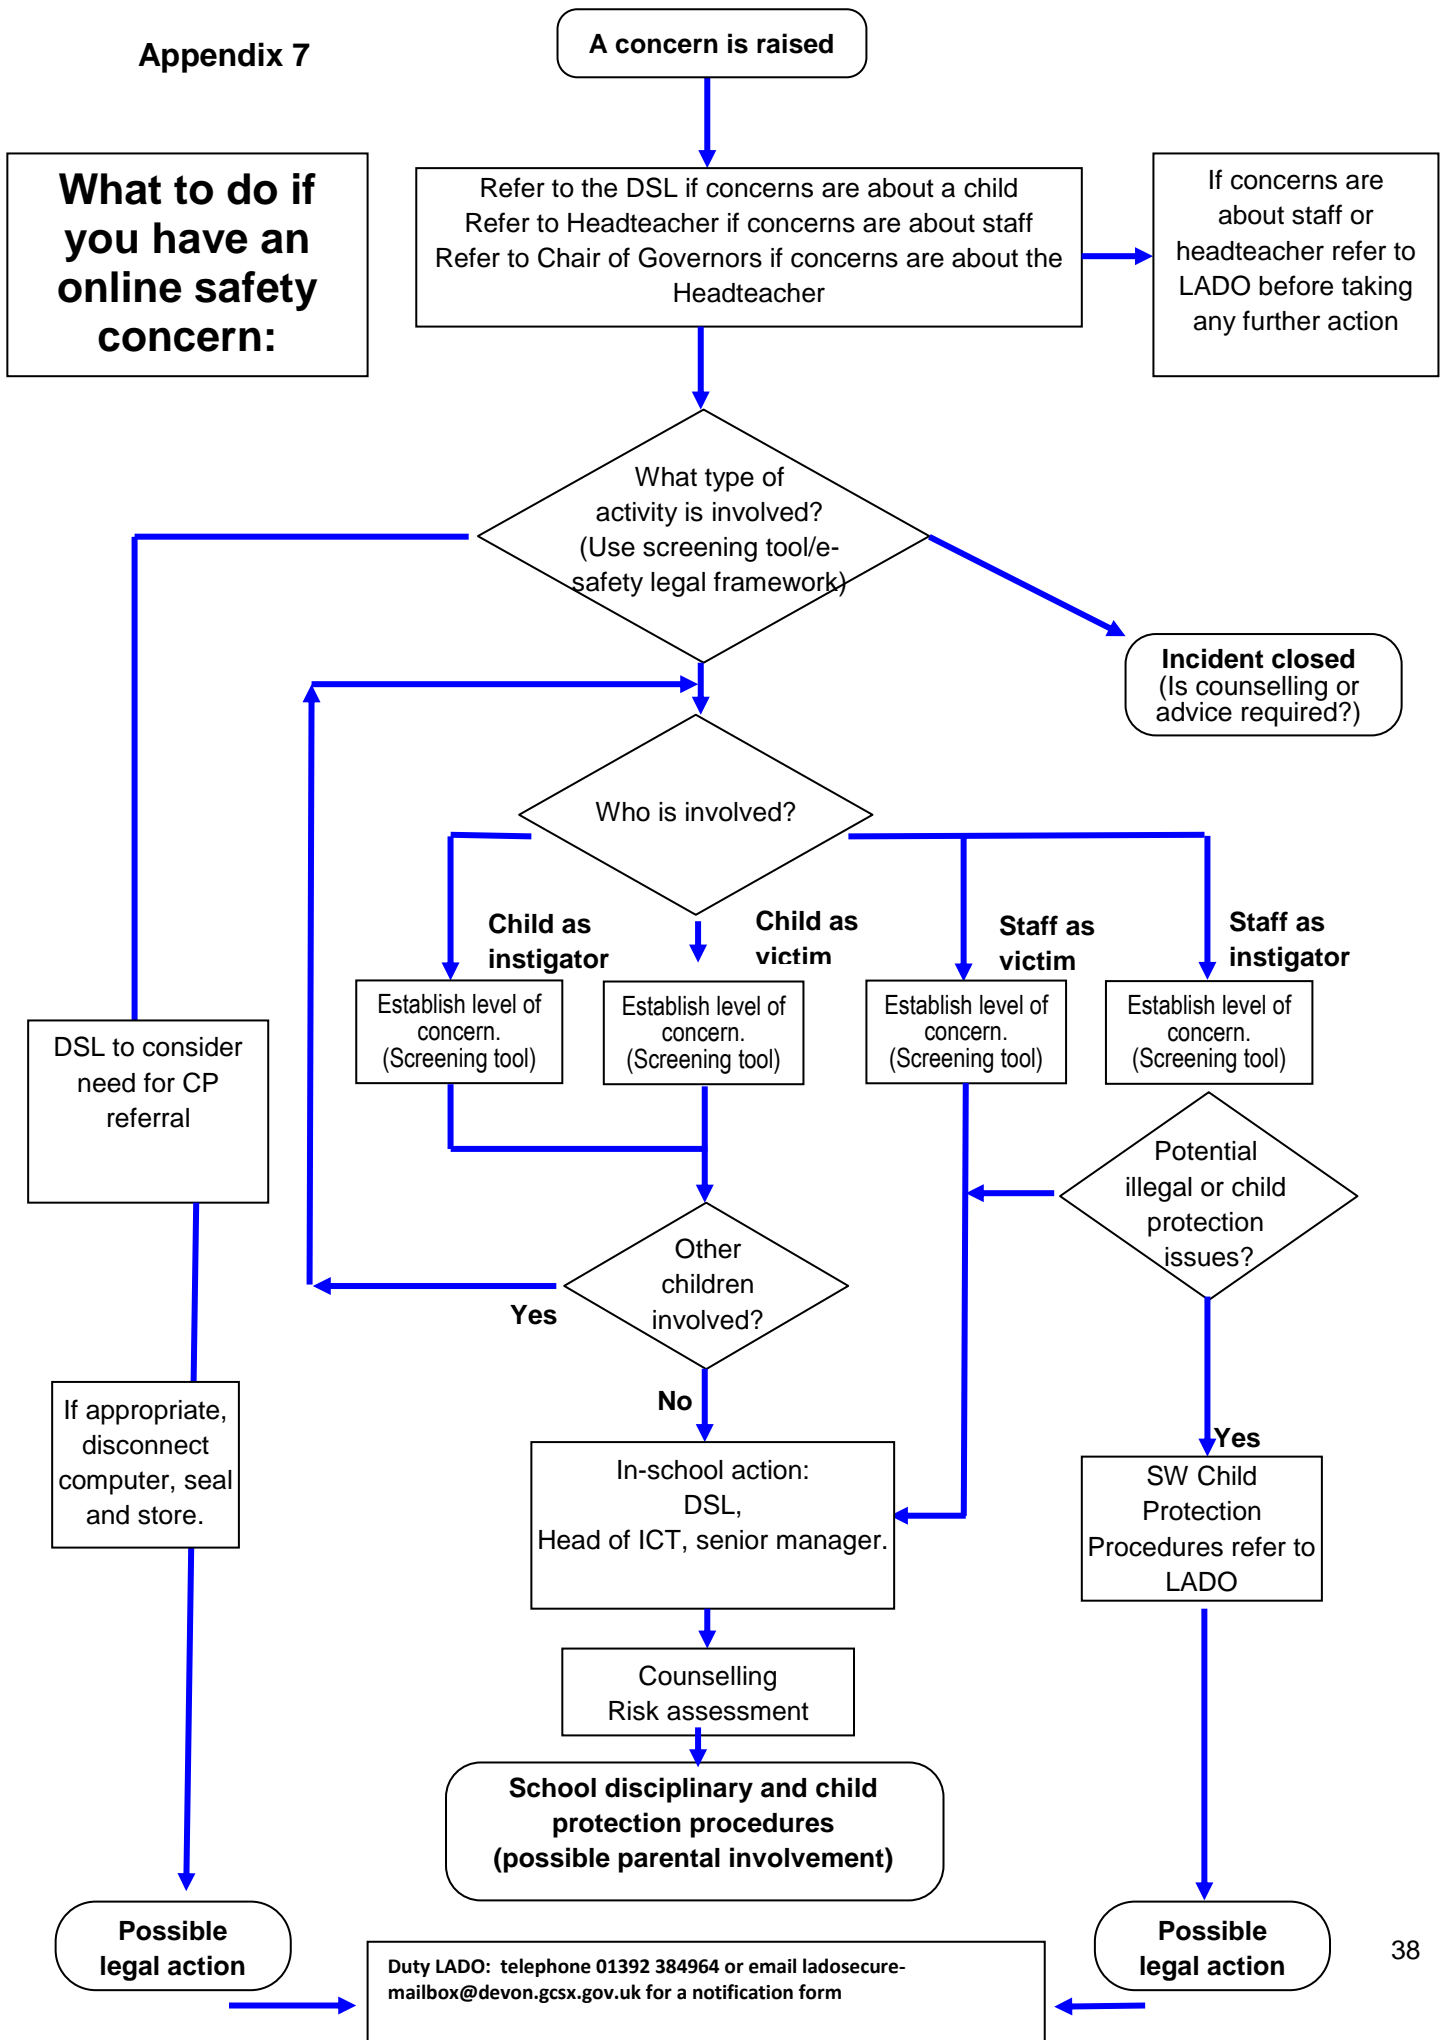 Appendix 7
A concern is raised
What to do if
you have an
online safety
concern:
Refer to the DSL if concerns are about a child
Refer to Headteacher if concerns are about staff
Refer to Chair of Governors if concerns are about the
Headteacher
If concerns are
about staff or
headteacher refer to
LADO before taking
any further action
What type of
activity is involved?
(Use screening tool/e-
safety legal framework)
Incident closed
(Is counselling or
advice required?)
Who is involved?
Child as
instigator
Child as
victim
Staff as
victim
Staff as
instigator
Establish level of
concern.
(Screening tool)
Establish level of
concern.
(Screening tool)
Establish level of
concern.
(Screening tool)
Establish level of
concern.
(Screening tool)
DSL to consider
need for CP
referral
Potential
illegal or child
protection
issues?
Other
children
involved?
Yes
No
Yes
If appropriate,
disconnect
computer, seal
and store.
In-school action:
DSL,
Head of ICT, senior manager.
SW Child
Protection
Procedures refer to
LADO
Counselling
Risk assessment
School disciplinary and child
protection procedures
(possible parental involvement)
Possible
legal action
Possible
legal action
Duty LADO: telephone 01392 384964 or email ladosecure-
mailbox@devon.gcsx.gov.uk for a notification form
38